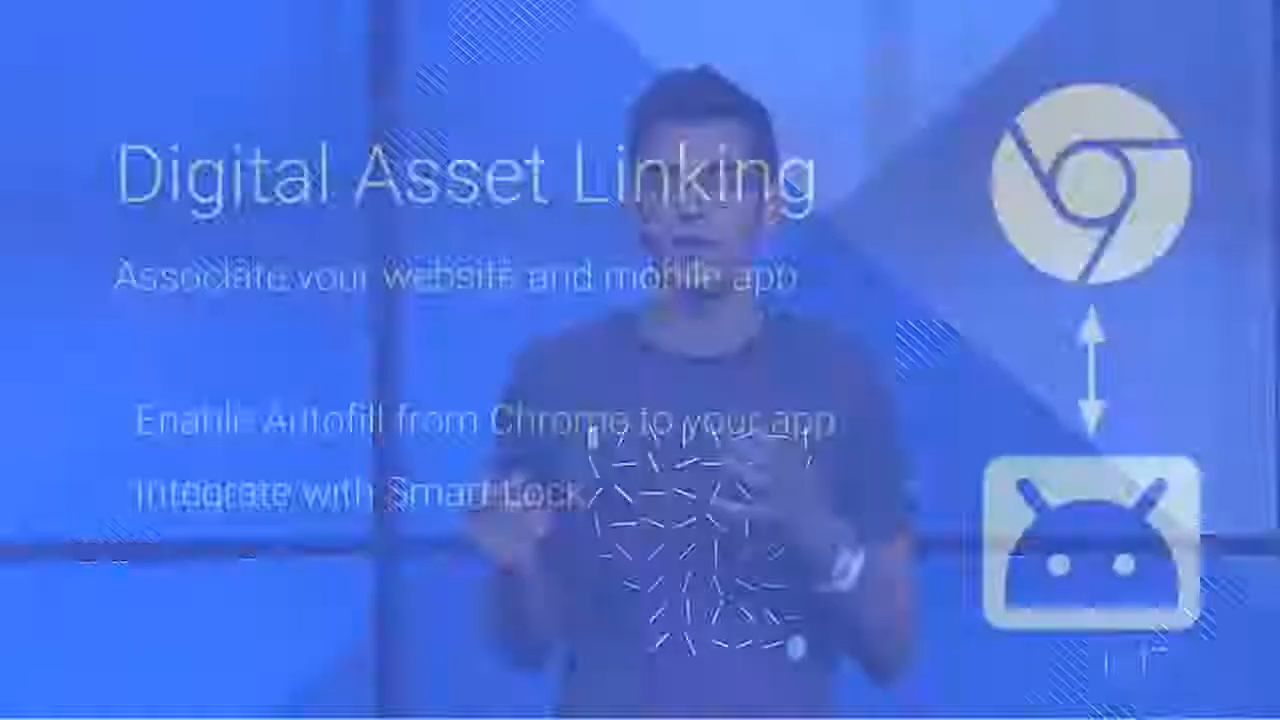 Digital Asset Linking
Associate your website and mobile app
Enable Autofill from Chrome to your app
Integrate with Smart Lock